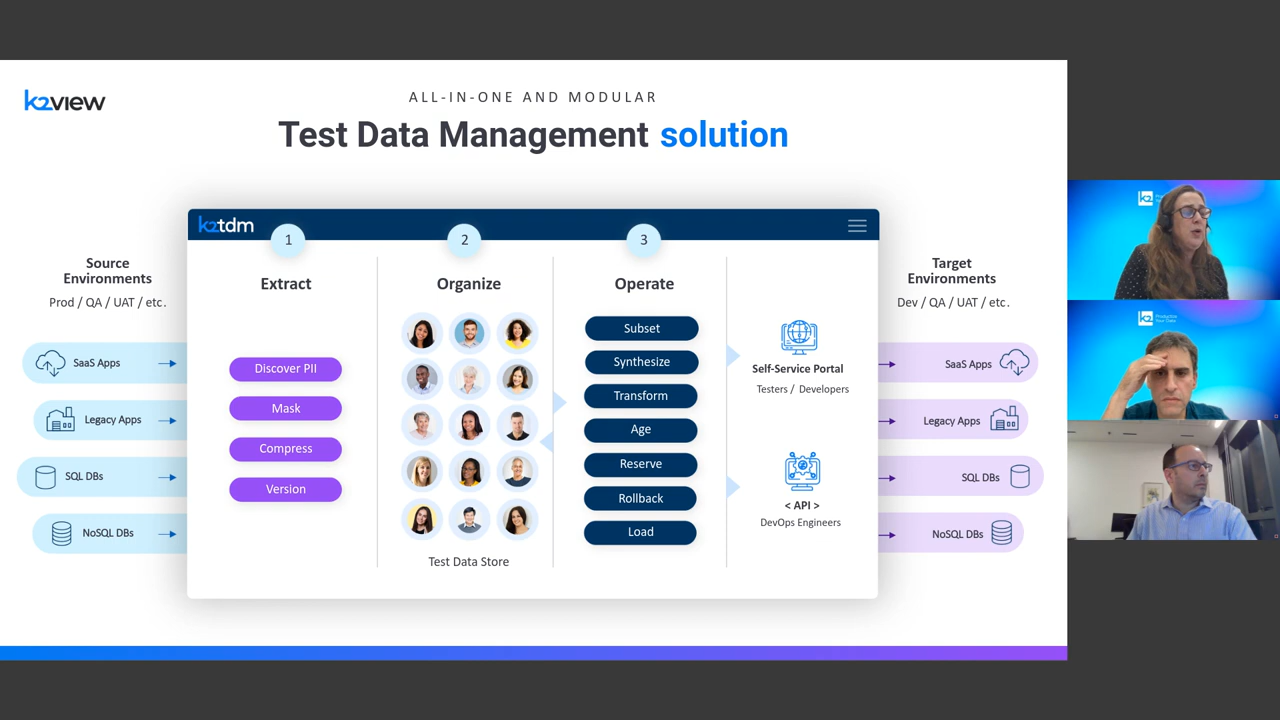 k2view
ALL-IN-ONE AND MODULAR
Test Data Management solution
k2tdm
1
2
3
Source
Environments
Prod / QA / UAT / etc.
SaaS Apps
Legacy Apps
SQL DBs
NoSQL DBs
Extract
Discover PII
Mask
Compress
Version
Organize
Test Data Store
Operate
Subset
Synthesize
Transform
Age
Reserve
Rollback
Load
Self-Service Portal
Testers / Developers
< API >
DevOps Engineers
Target
Environments
Dev / QA / UAT / etc.
SaaS Apps
Legacy Apps
SQL DBs
NoSQL DBs
k2
k2